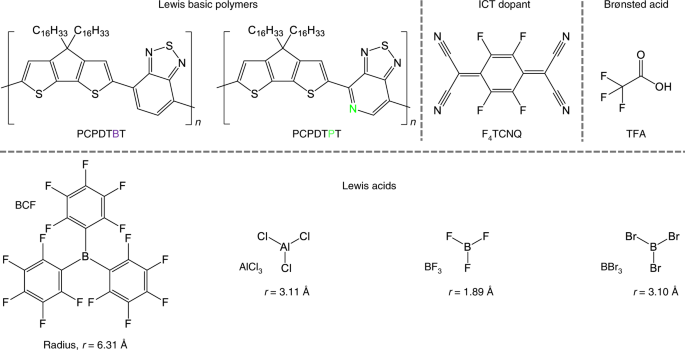 Lewis basic polymers
ICT dopant
Brønsted acid
C16H33 C16H33
S
S
N
S
N
n
PCPDTBT
C16H33 C16H33
S
S
N
S
N
N
n
PCPDTPT
N
N
F
F
F
F
N
N
F4TCNQ
O
F
F
F
OH
TFA
Lewis acids
BCF
F
F
F
F
F
B
F
F
F
F
F
F
F
F
F
F
Radius, r = 6.31 Å
Cl
Cl
Al
Cl
AlCl3
r = 3.11 Å
F
F
B
F
BF3
r = 1.89 Å
Br
Br
B
Br
BBr3
r = 3.10 Å